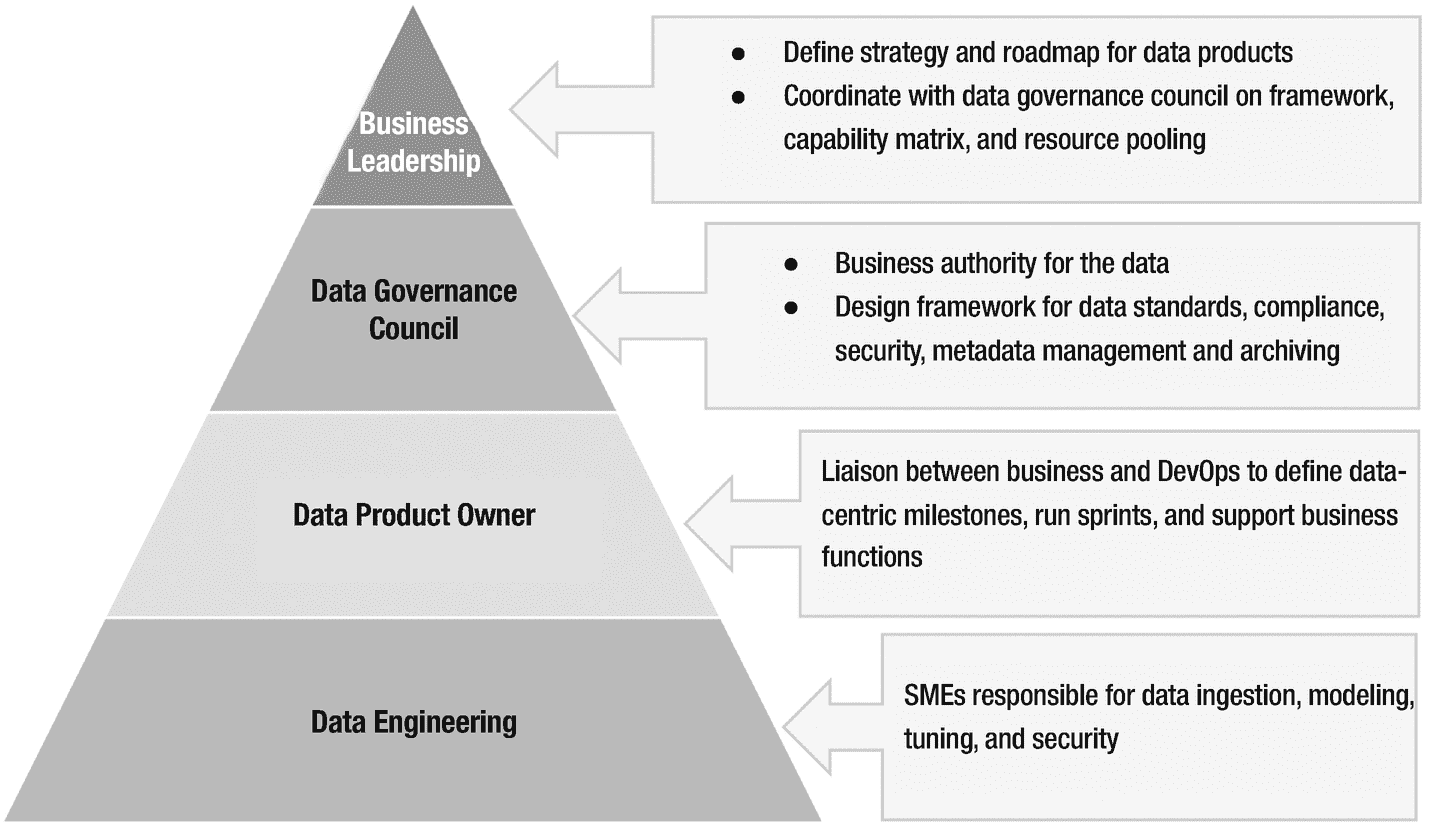 Business
Leadership
● Define strategy and roadmap for data products
● Coordinate with data governance council on framework,
capability matrix, and resource pooling
Data Governance
Council
● Business authority for the data
● Design framework for data standards, compliance,
security, metadata management and archiving
Data Product Owner
Liaison between business and DevOps to define data-
centric milestones, run sprints, and support business
functions
Data Engineering
SMEs responsible for data ingestion, modeling,
tuning, and security